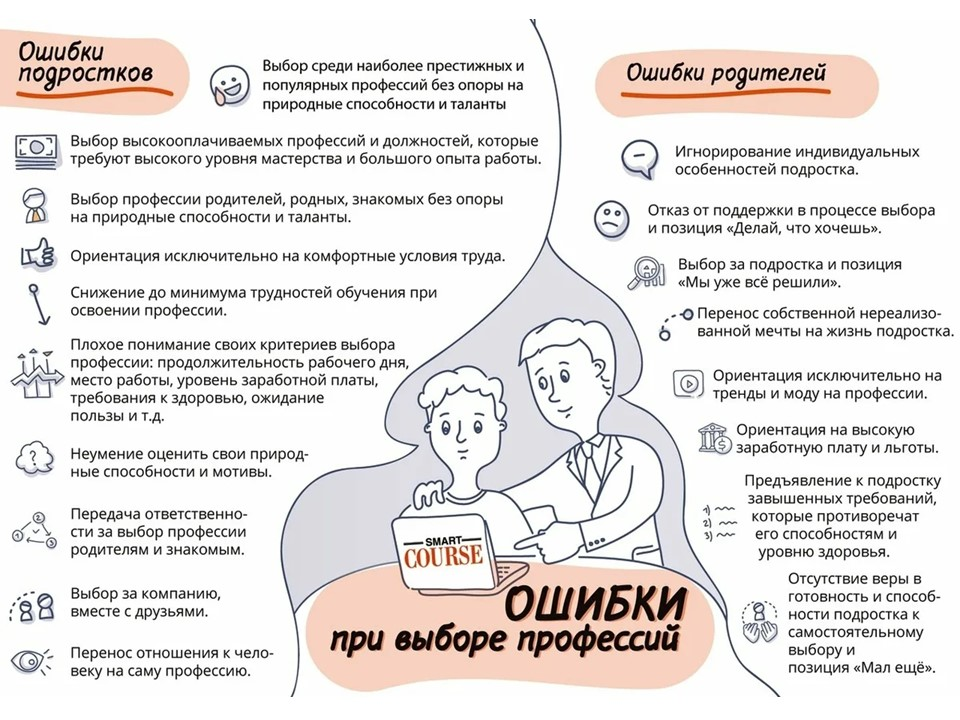 Ошибки
подростков
Выбор среди наиболее престижных и
популярных профессий без опоры на
природные способности и таланты
Выбор высокооплачиваемых профессий и должностей, которые
требуют высокого уровня мастерства и большого опыта работы.
Выбор профессии родителей, родных, знакомых без опоры
на природные способности и таланты.
Ориентация исключительно на комфортные условия труда.
Снижение до минимума трудностей обучения при
освоении профессии.
Плохое понимание своих критериев выбора
профессии: продолжительность рабочего дня,
место работы, уровень заработной платы,
требования к здоровью, ожидание
пользы и т.д.
?
Неумение оценить свои природ-
ные способности и мотивы.
2
1
3
Передача ответственно-
сти за выбор профессии
родителям и знакомым.
Выбор за компанию,
вместе с друзьями.
Перенос отношения к чело-
веку на саму профессию.
Ошибки родителей
Игнорирование индивидуальных
особенностей подростка.
Отказ от поддержки в процессе выбора
и позиция «Делай, что хочешь».
Выбор за подростка и позиция
«Мы уже всё решили».
Перенос собственной нереализо-
ванной мечты на жизнь подростка.
Ориентация исключительно на
тренды и моду на профессии.
Ориентация на высокую
заработную плату и льготы.
Предъявление к подростку
завышенных требований,
которые противоречат
его способностям и
уровню здоровья.
1)
2)
3)
Отсутствие веры в
готовность и способ-
ности подростка к
самостоятельному
выбору и
позиция «Мал ещё».
SMART
COURSE
ОШИБКИ
при выборе профессий